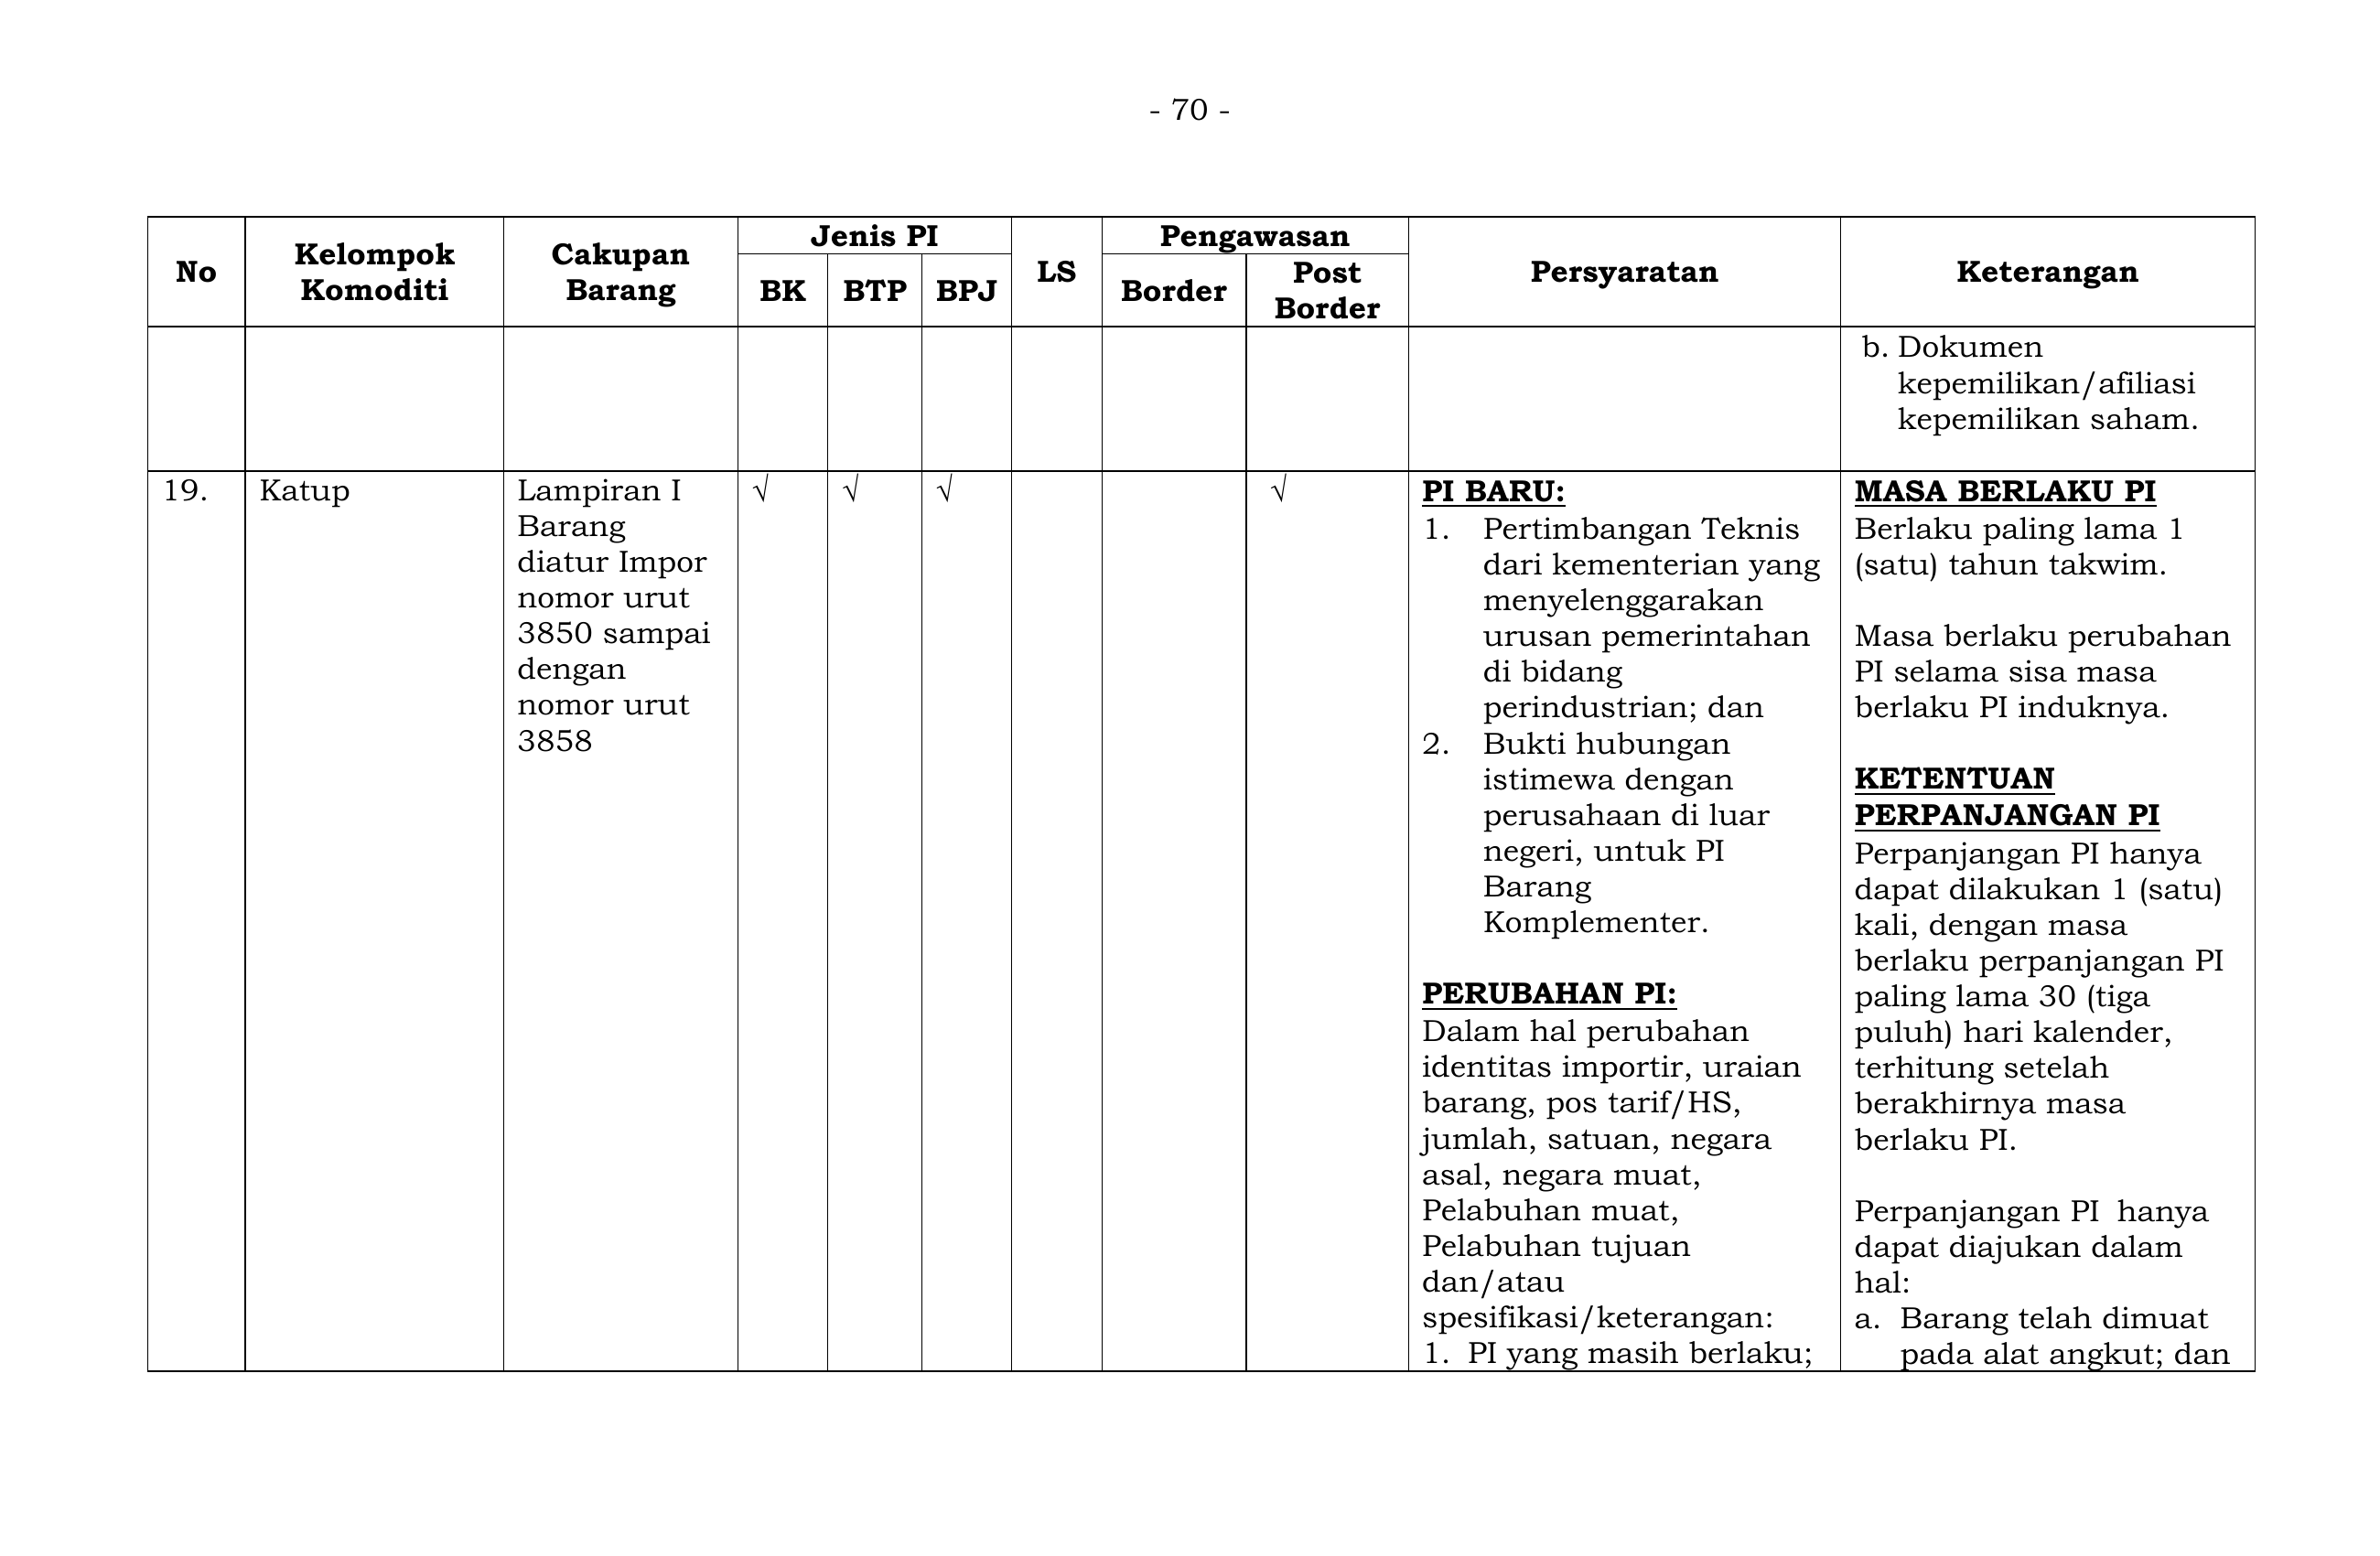 - 70 -
No
Kelompok
Komoditi
Cakupan
Barang
Jenis PI
BK
BTP
BPJ
LS
Pengawasan
Border
Post
Border
Persyaratan
Keterangan
b. Dokumen
kepemilikan/afiliasi
kepemilikan saham.
19.
Katup
Lampiran I
Barang
diatur Impor
nomor urut
3850 sampai
dengan
nomor urut
3858
√
√
√
√
PI BARU:
1. Pertimbangan Teknis
dari kementerian yang
menyelenggarakan
urusan pemerintahan
di bidang
perindustrian; dan
2. Bukti hubungan
istimewa dengan
perusahaan di luar
negeri, untuk PI
Barang
Komplementer.
PERUBAHAN PI:
Dalam hal perubahan
identitas importir, uraian
barang, pos tarif/HS,
jumlah, satuan, negara
asal, negara muat,
Pelabuhan muat,
Pelabuhan tujuan
dan/atau
spesifikasi/keterangan:
1. PI yang masih berlaku;
MASA BERLAKU PI
Berlaku paling lama 1
(satu) tahun takwim.
Masa berlaku perubahan
PI selama sisa masa
berlaku PI induknya.
KETENTUAN
PERPANJANGAN PI
Perpanjangan PI hanya
dapat dilakukan 1 (satu)
kali, dengan masa
berlaku perpanjangan PI
paling lama 30 (tiga
puluh) hari kalender,
terhitung setelah
berakhirnya masa
berlaku PI.
Perpanjangan PI  hanya
dapat diajukan dalam
hal:
a. Barang telah dimuat
pada alat angkut; dan